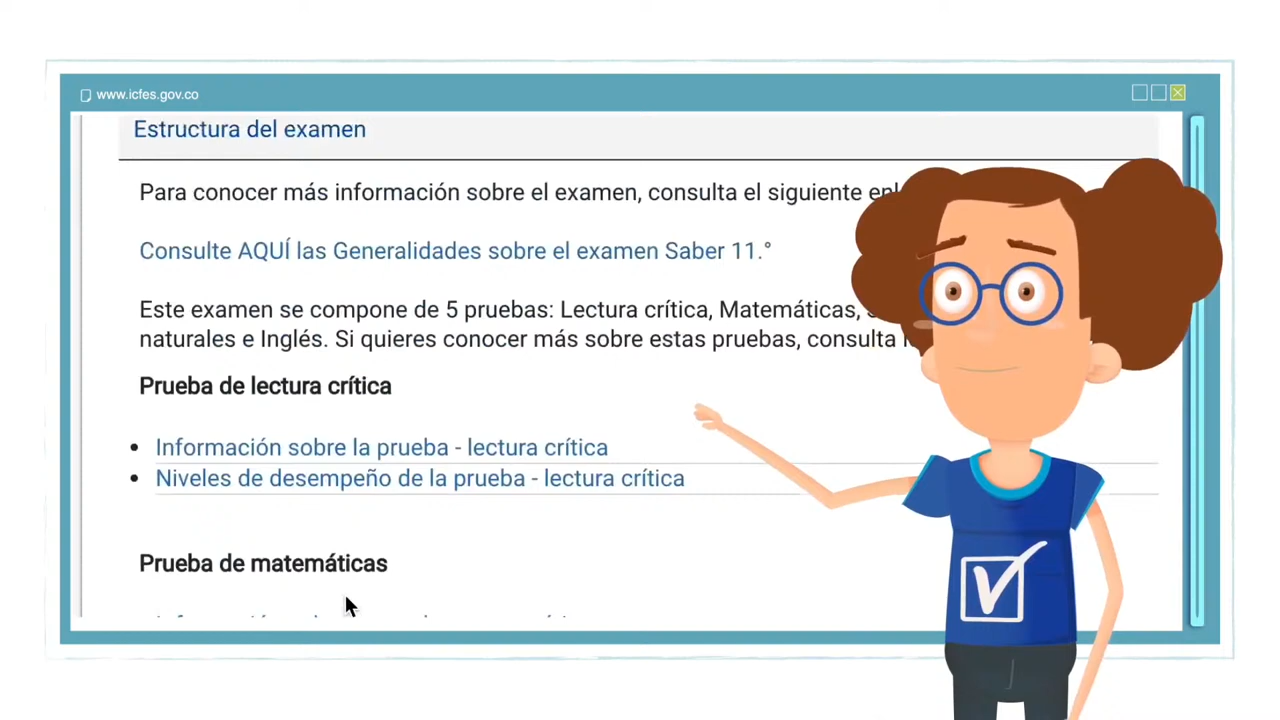 www.icfes.gov.co
Estructura del examen
Para conocer más información sobre el examen, consulta el siguiente
Consulte AQUÍ las Generalidades sobre el examen Saber 11.°
Este examen se compone de 5 pruebas: Lectura crítica, Matemáticas,
naturales e Inglés. Si quieres conocer más sobre estas pruebas, consulta
Prueba de lectura crítica
Información sobre la prueba - lectura crítica
Niveles de desempeño de la prueba - lectura crítica
Prueba de matemáticas